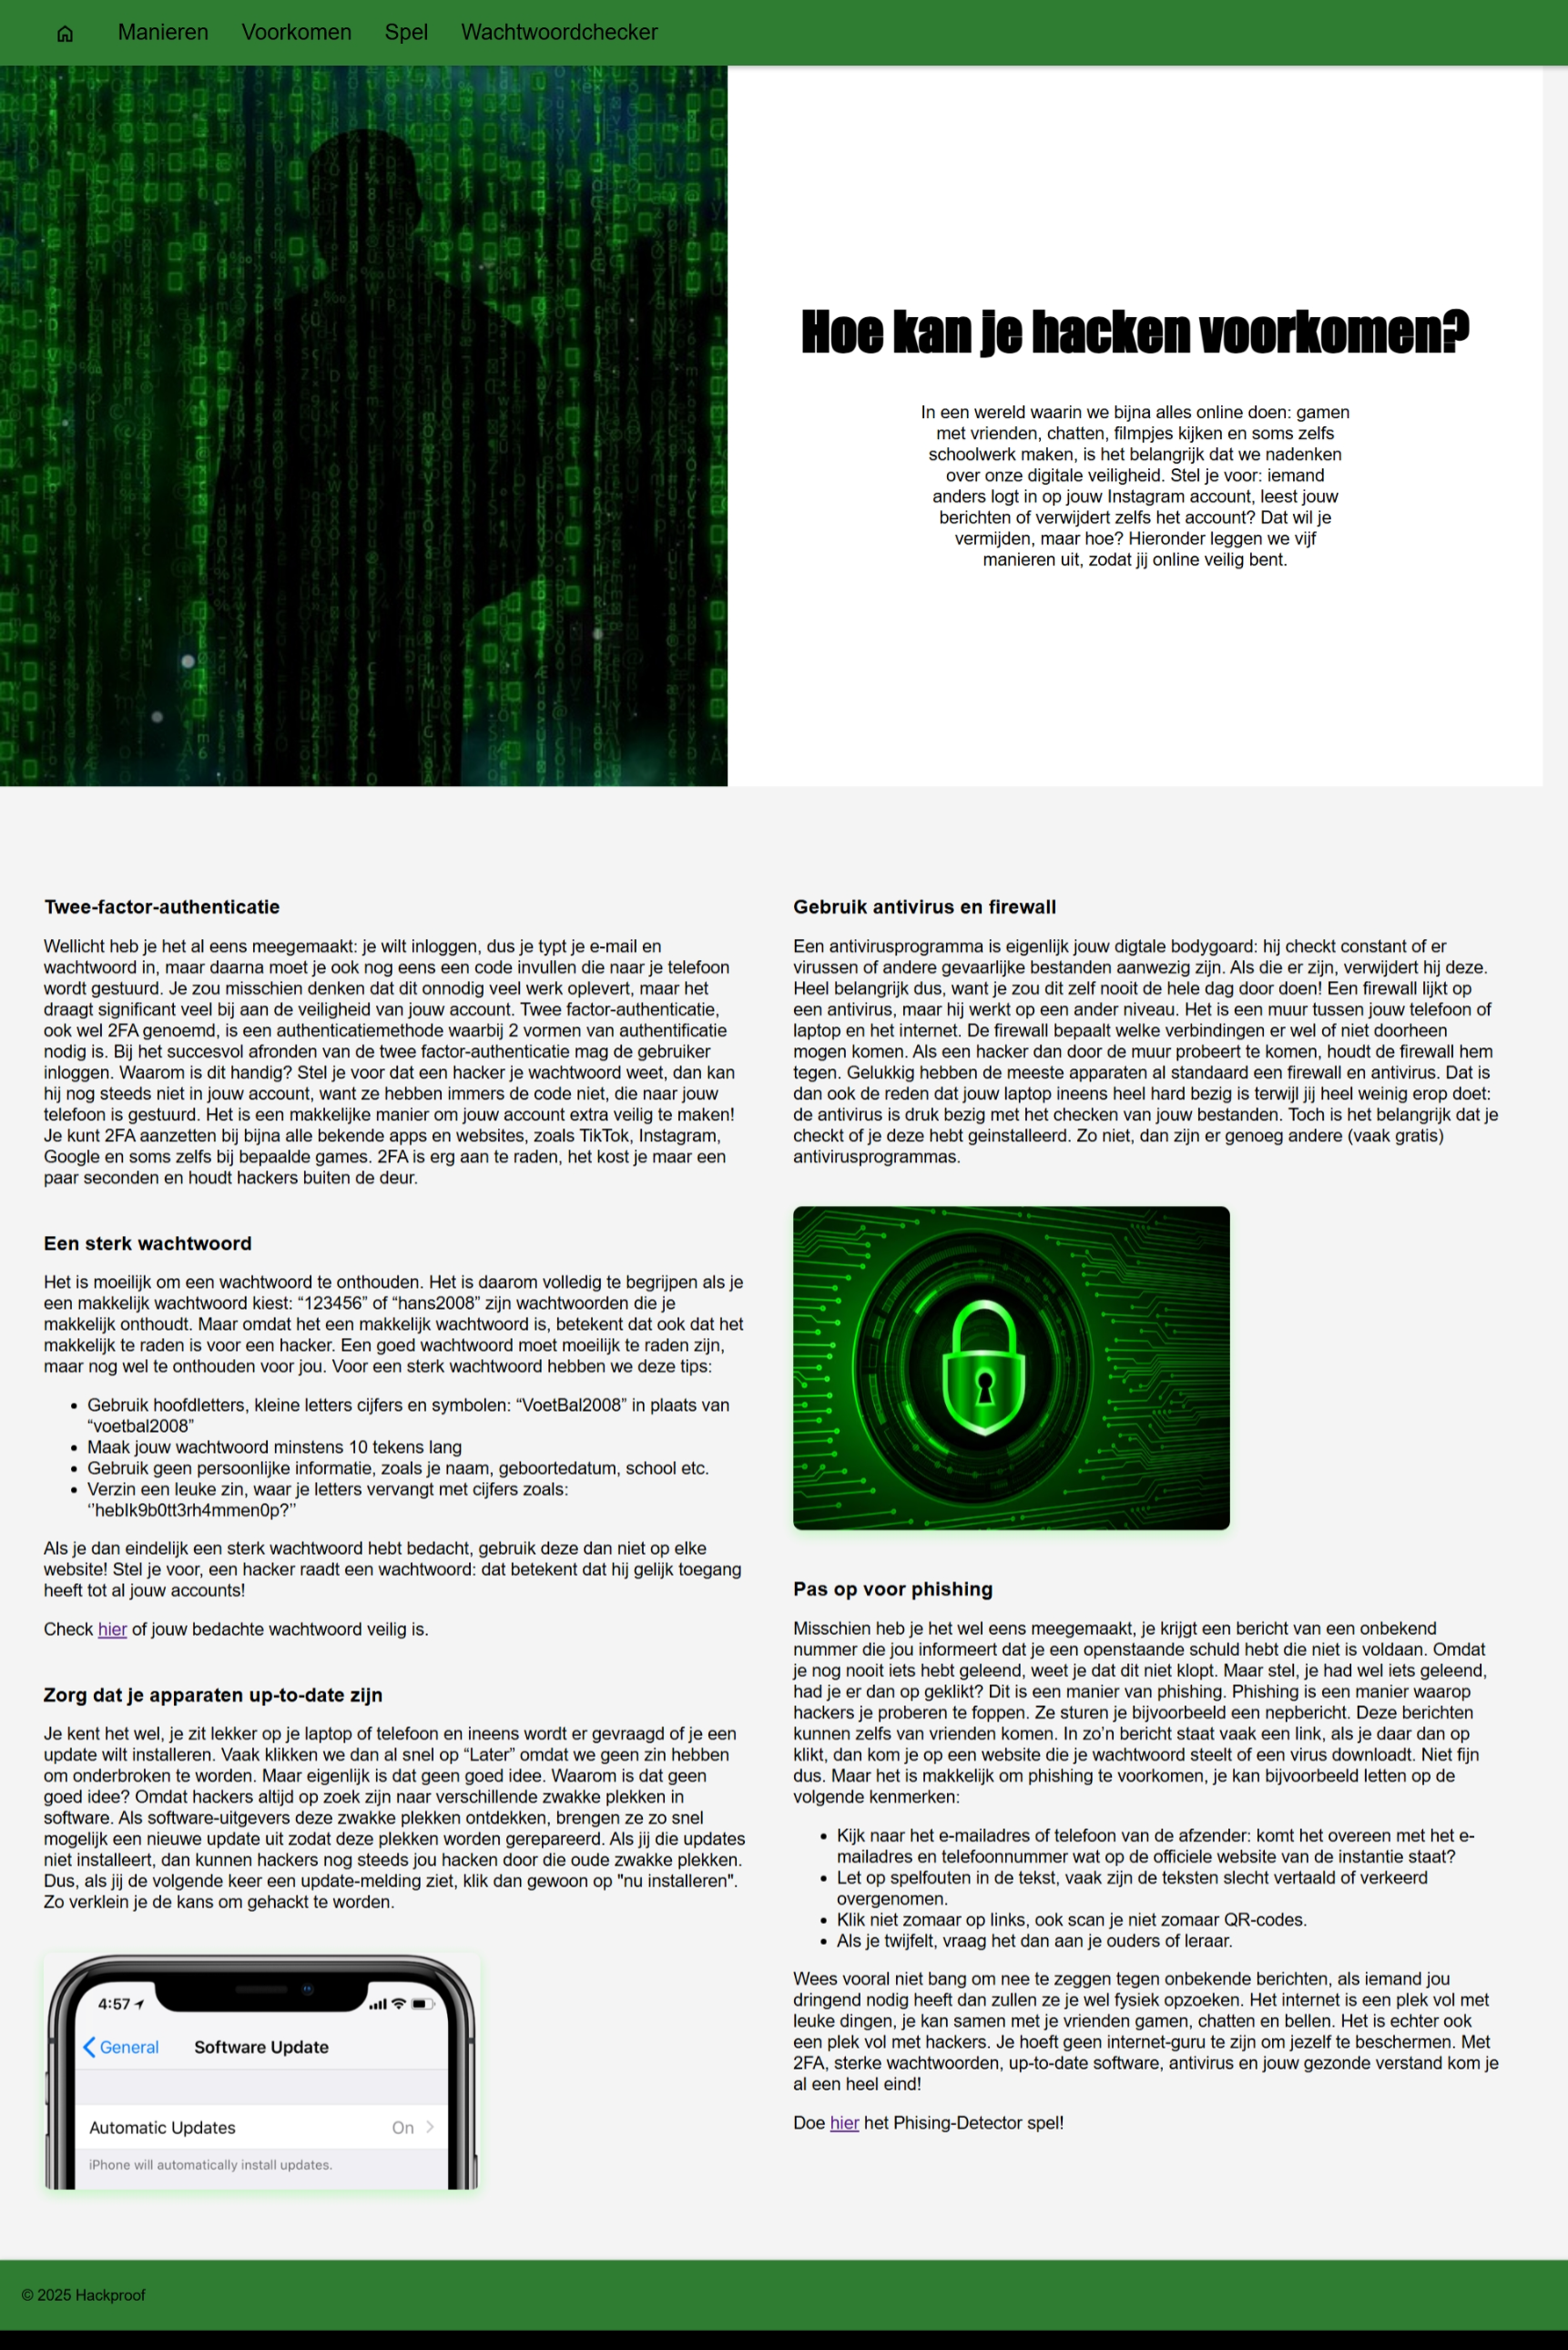 Manieren Voorkomen Spel Wachtwoordchecker
Hoe kan je hacken voorkomen?
In een wereld waarin we bijna alles online doen: gamen
met vrienden, chatten, filmpjes kijken en soms zelfs
schoolwerk maken, is het belangrijk dat we nadenken
over onze digitale veiligheid. Stel je voor: iemand
anders logt in op jouw Instagram account, leest jouw
berichten of verwijdert zelfs het account? Dat wil je
vermijden, maar hoe? Hieronder leggen we vijf
manieren uit, zodat jij online veilig bent.
Twee-factor-authenticatie
Wellicht heb je het al eens meegemaakt: je wilt inloggen, dus je typt je e-mail en
wachtwoord in, maar daarna moet je ook nog eens een code invullen die naar je telefoon
wordt gestuurd. Je zou misschien denken dat dit onnodig veel werk oplevert, maar het
draagt significant veel bij aan de veiligheid van jouw account. Twee factor-authenticatie,
ook wel 2FA genoemd, is een authenticatiemethode waarbij 2 vormen van authentificatie
nodig is. Bij het succesvol afronden van de twee factor-authenticatie mag de gebruiker
inloggen. Waarom is dit handig? Stel je voor dat een hacker je wachtwoord weet, dan kan
hij nog steeds niet in jouw account, want ze hebben immers de code niet, die naar jouw
telefoon is gestuurd. Het is een makkelijke manier om jouw account extra veilig te maken!
Je kunt 2FA aanzetten bij bijna alle bekende apps en websites, zoals TikTok, Instagram,
Google en soms zelfs bij bepaalde games. 2FA is erg aan te raden, het kost je maar een
paar seconden en houdt hackers buiten de deur.
Een sterk wachtwoord
Het is moeilijk om een wachtwoord te onthouden. Het is daarom volledig te begrijpen als je
een makkelijk wachtwoord kiest: “123456” of “hans2008” zijn wachtwoorden die je
makkelijk onthoudt. Maar omdat het een makkelijk wachtwoord is, betekent dat ook dat het
makkelijk te raden is voor een hacker. Een goed wachtwoord moet moeilijk te raden zijn,
maar nog wel te onthouden voor jou. Voor een sterk wachtwoord hebben we deze tips:
• Gebruik hoofdletters, kleine letters cijfers en symbolen: “VoetBal2008” in plaats van
“voetbal2008”
• Maak jouw wachtwoord minstens 10 tekens lang
• Gebruik geen persoonlijke informatie, zoals je naam, geboortedatum, school etc.
• Verzin een leuke zin, waar je letters vervangt met cijfers zoals:
‘’hebIk9b0tt3rh4mmen0p?’’
Als je dan eindelijk een sterk wachtwoord hebt bedacht, gebruik deze dan niet op elke
website! Stel je voor, een hacker raadt een wachtwoord: dat betekent dat hij gelijk toegang
heeft tot al jouw accounts!
Check hier of jouw bedachte wachtwoord veilig is.
Zorg dat je apparaten up-to-date zijn
Je kent het wel, je zit lekker op je laptop of telefoon en ineens wordt er gevraagd of je een
update wilt installeren. Vaak klikken we dan al snel op “Later” omdat we geen zin hebben
om onderbroken te worden. Maar eigenlijk is dat geen goed idee. Waarom is dat geen
goed idee? Omdat hackers altijd op zoek zijn naar verschillende zwakke plekken in
software. Als software-uitgevers deze zwakke plekken ontdekken, brengen ze zo snel
mogelijk een nieuwe update uit zodat deze plekken worden gerepareerd. Als jij die updates
niet installeert, dan kunnen hackers nog steeds jou hacken door die oude zwakke plekken.
Dus, als jij de volgende keer een update-melding ziet, klik dan gewoon op "nu installeren".
Zo verklein je de kans om gehackt te worden.
4:57
General Software Update
Automatic Updates On
iPhone will automatically install updates.
Gebruik antivirus en firewall
Een antivirusprogramma is eigenlijk jouw digtale bodygoard: hij checkt constant of er
virussen of andere gevaarlijke bestanden aanwezig zijn. Als die er zijn, verwijdert hij deze.
Heel belangrijk dus, want je zou dit zelf nooit de hele dag door doen! Een firewall lijkt op
een antivirus, maar hij werkt op een ander niveau. Het is een muur tussen jouw telefoon of
laptop en het internet. De firewall bepaalt welke verbindingen er wel of niet doorheen
mogen komen. Als een hacker dan door de muur probeert te komen, houdt de firewall hem
tegen. Gelukkig hebben de meeste apparaten al standaard een firewall en antivirus. Dat is
dan ook de reden dat jouw laptop ineens heel hard bezig is terwijl jij heel weinig erop doet:
de antivirus is druk bezig met het checken van jouw bestanden. Toch is het belangrijk dat je
checkt of je deze hebt geinstalleerd. Zo niet, dan zijn er genoeg andere (vaak gratis)
antivirusprogrammas.
Pas op voor phishing
Misschien heb je het wel eens meegemaakt, je krijgt een bericht van een onbekend
nummer die jou informeert dat je een openstaande schuld hebt die niet is voldaan. Omdat
je nog nooit iets hebt geleend, weet je dat dit niet klopt. Maar stel, je had wel iets geleend,
had je er dan op geklikt? Dit is een manier van phishing. Phishing is een manier waarop
hackers je proberen te foppen. Ze sturen je bijvoorbeeld een nepbericht. Deze berichten
kunnen zelfs van vrienden komen. In zo’n bericht staat vaak een link, als je daar dan op
klikt, dan kom je op een website die je wachtwoord steelt of een virus downloadt. Niet fijn
dus. Maar het is makkelijk om phishing te voorkomen, je kan bijvoorbeeld letten op de
volgende kenmerken:
• Kijk naar het e-mailadres of telefoon van de afzender: komt het overeen met het e-
mailadres en telefoonnummer wat op de officiele website van de instantie staat?
• Let op spelfouten in de tekst, vaak zijn de teksten slecht vertaald of verkeerd
overgenomen.
• Klik niet zomaar op links, ook scan je niet zomaar QR-codes.
• Als je twijfelt, vraag het dan aan je ouders of leraar.
Wees vooral niet bang om nee te zeggen tegen onbekende berichten, als iemand jou
dringend nodig heeft dan zullen ze je wel fysiek opzoeken. Het internet is een plek vol met
leuke dingen, je kan samen met je vrienden gamen, chatten en bellen. Het is echter ook
een plek vol met hackers. Je hoeft geen internet-guru te zijn om jezelf te beschermen. Met
2FA, sterke wachtwoorden, up-to-date software, antivirus en jouw gezonde verstand kom je
al een heel eind!
Doe hier het Phising-Detector spel!
© 2025 Hackproof